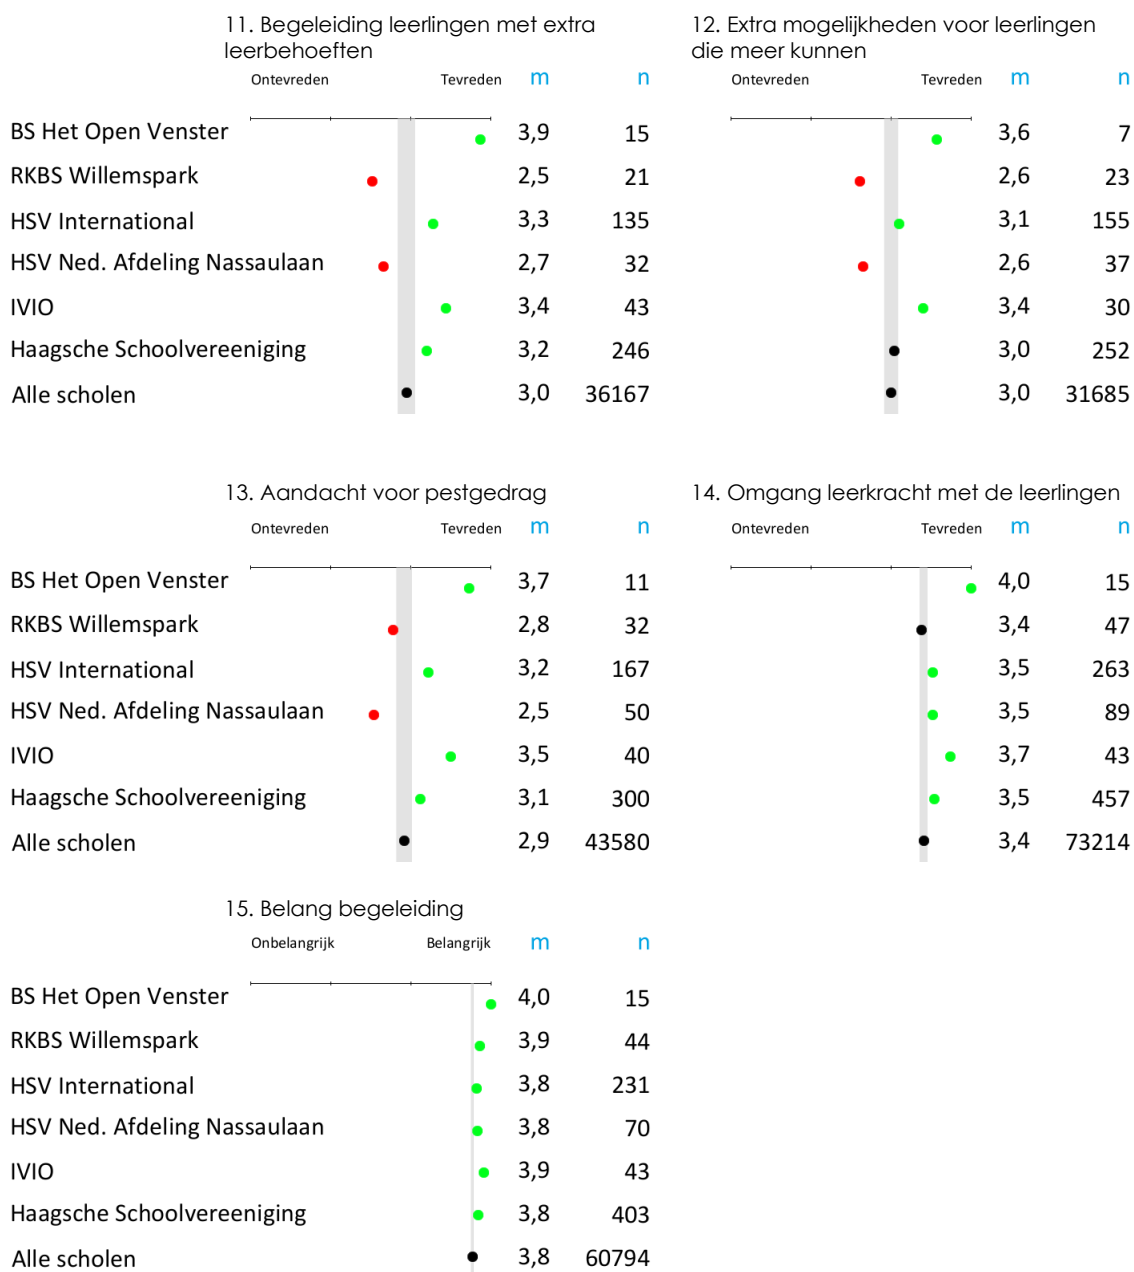 11. Begeleiding leerlingen met extra
leerbehoeften
Ontevreden Tevreden m n
BS Het Open Venster 3,9 15
RKBS Willemspark 2,5 21
HSV International 3,3 135
HSV Ned. Afdeling Nassaulaan 2,7 32
IVIO 3,4 43
Haagsche Schoolvereeniging 3,2 246
Alle scholen 3,0 36167
12. Extra mogelijkheden voor leerlingen
die meer kunnen
Ontevreden Tevreden m n
3,6 7
2,6 23
3,1 155
2,6 37
3,4 30
3,0 252
3,0 31685
13. Aandacht voor pestgedrag
Ontevreden Tevreden m n
BS Het Open Venster 3,7 11
RKBS Willemspark 2,8 32
HSV International 3,2 167
HSV Ned. Afdeling Nassaulaan 2,5 50
IVIO 3,5 40
Haagsche Schoolvereeniging 3,1 300
Alle scholen 2,9 43580
14. Omgang leerkracht met de leerlingen
Ontevreden Tevreden m n
4,0 15
3,4 47
3,5 263
3,5 89
3,7 43
3,5 457
3,4 73214
15. Belang begeleiding
Onbelangrijk Belangrijk m n
BS Het Open Venster 4,0 15
RKBS Willemspark 3,9 44
HSV International 3,8 231
HSV Ned. Afdeling Nassaulaan 3,8 70
IVIO 3,9 43
Haagsche Schoolvereeniging 3,8 403
Alle scholen 3,8 60794